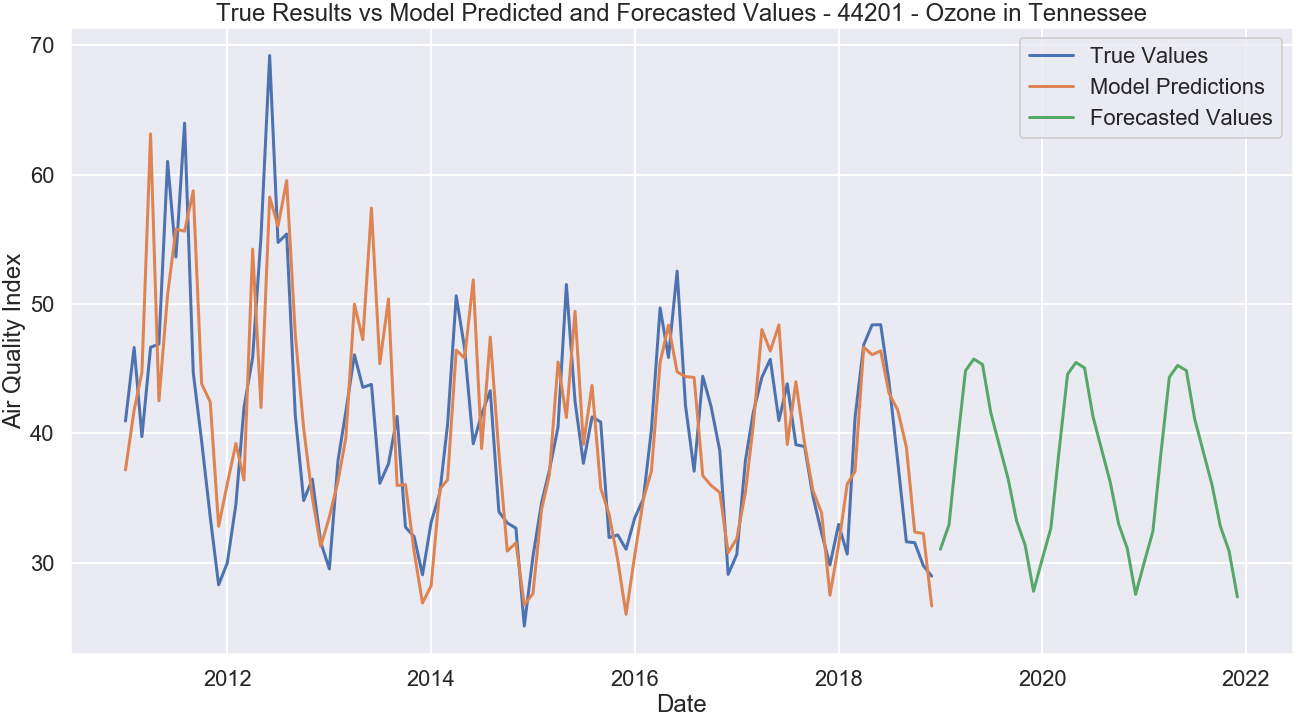 True Results vs Model Predicted and Forecasted Values - 44201 - Ozone in Tennessee
True Values
Model Predictions
Forecasted Values
Air Quality Index
70
60
50
40
30
2012
2014
2016
2018
2020
2022
Date